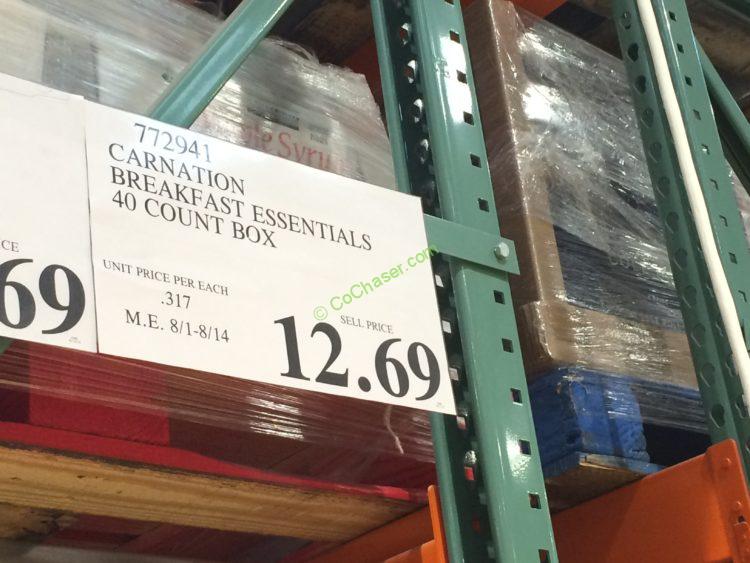 772941
CARNATION
BREAKFAST ESSENTIALS
40 COUNT BOX
UNIT PRICE PER EACH
.317
M.E. 8/1-8/14
SELL PRICE
12.69
© CoChaser.com
CE
69
Syru